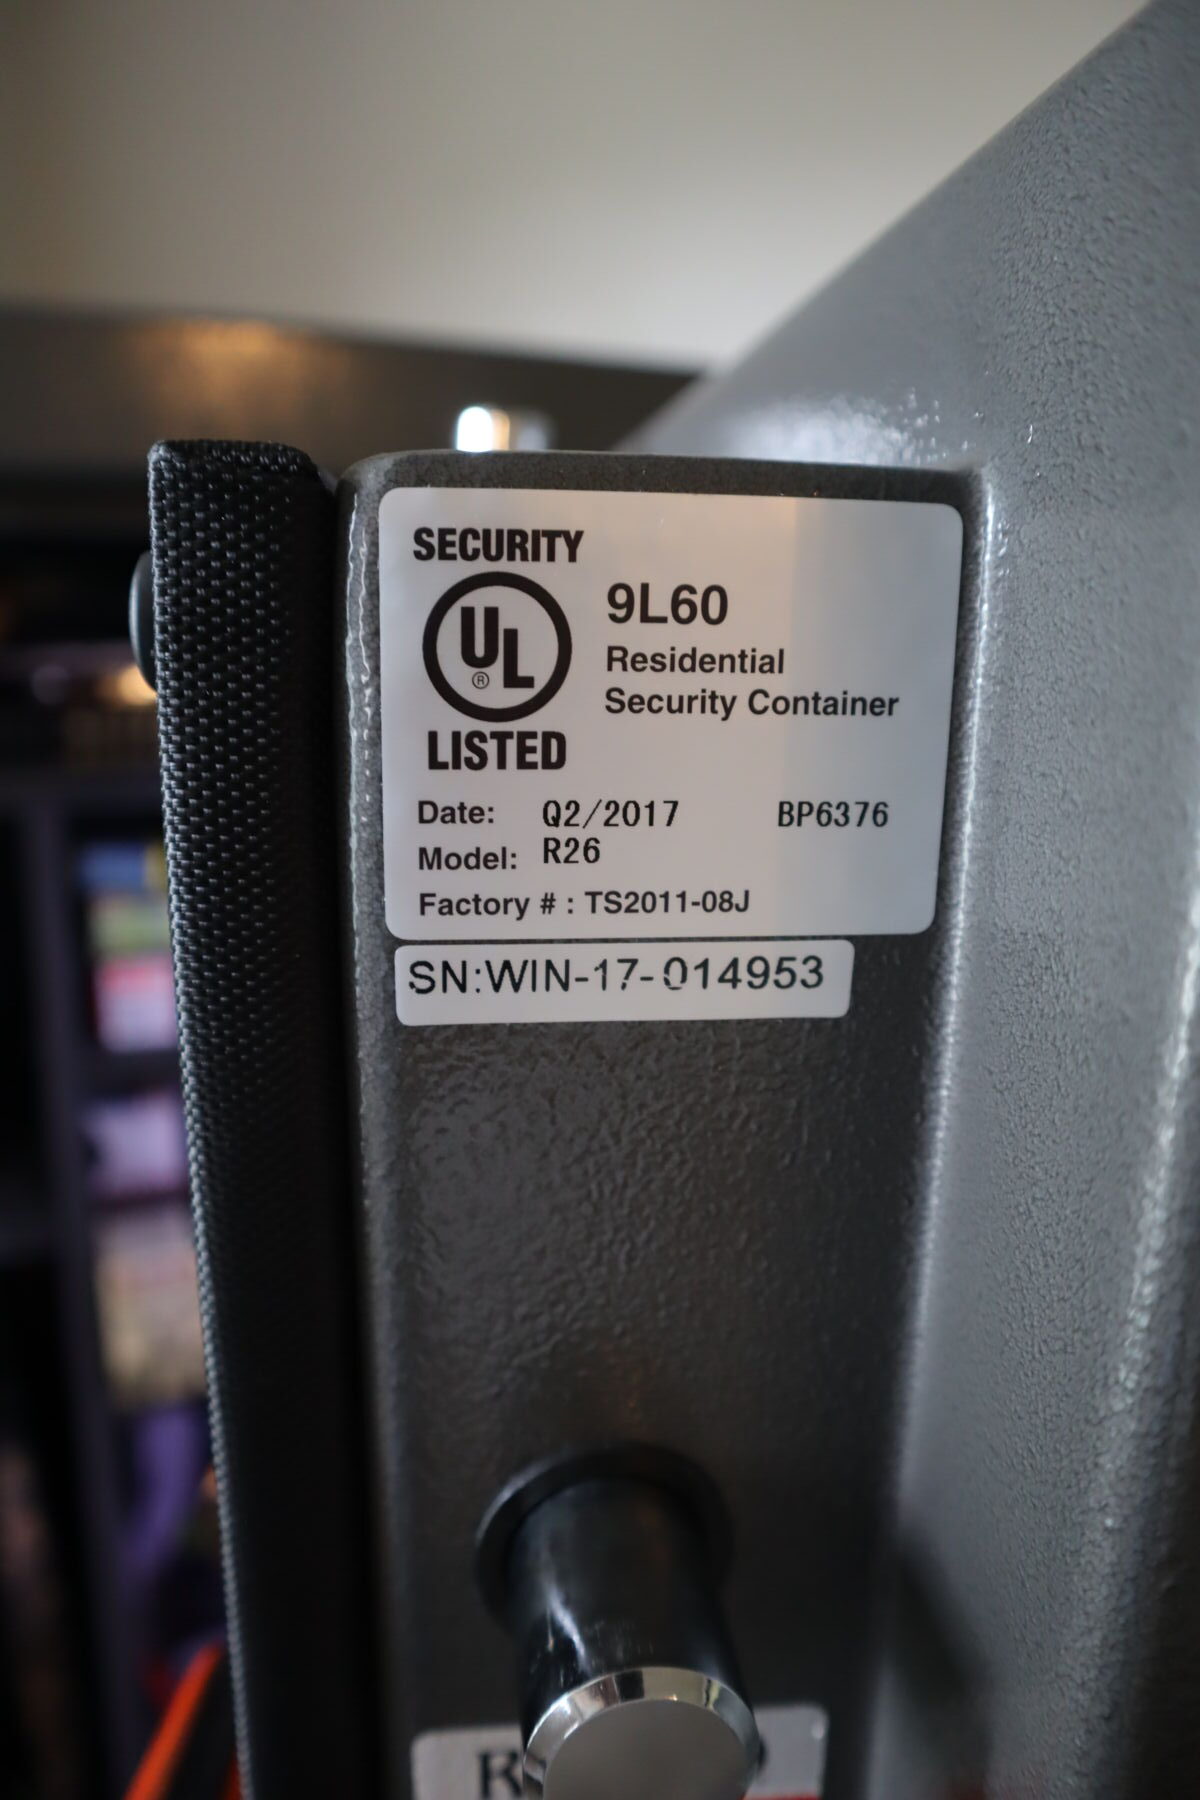 SECURITY
UL
®
LISTED
9L60
Residential
Security Container
Date: Q2/2017 BP6376
Model: R26
Factory # : TS2011-08J
SN:WIN-17-014953